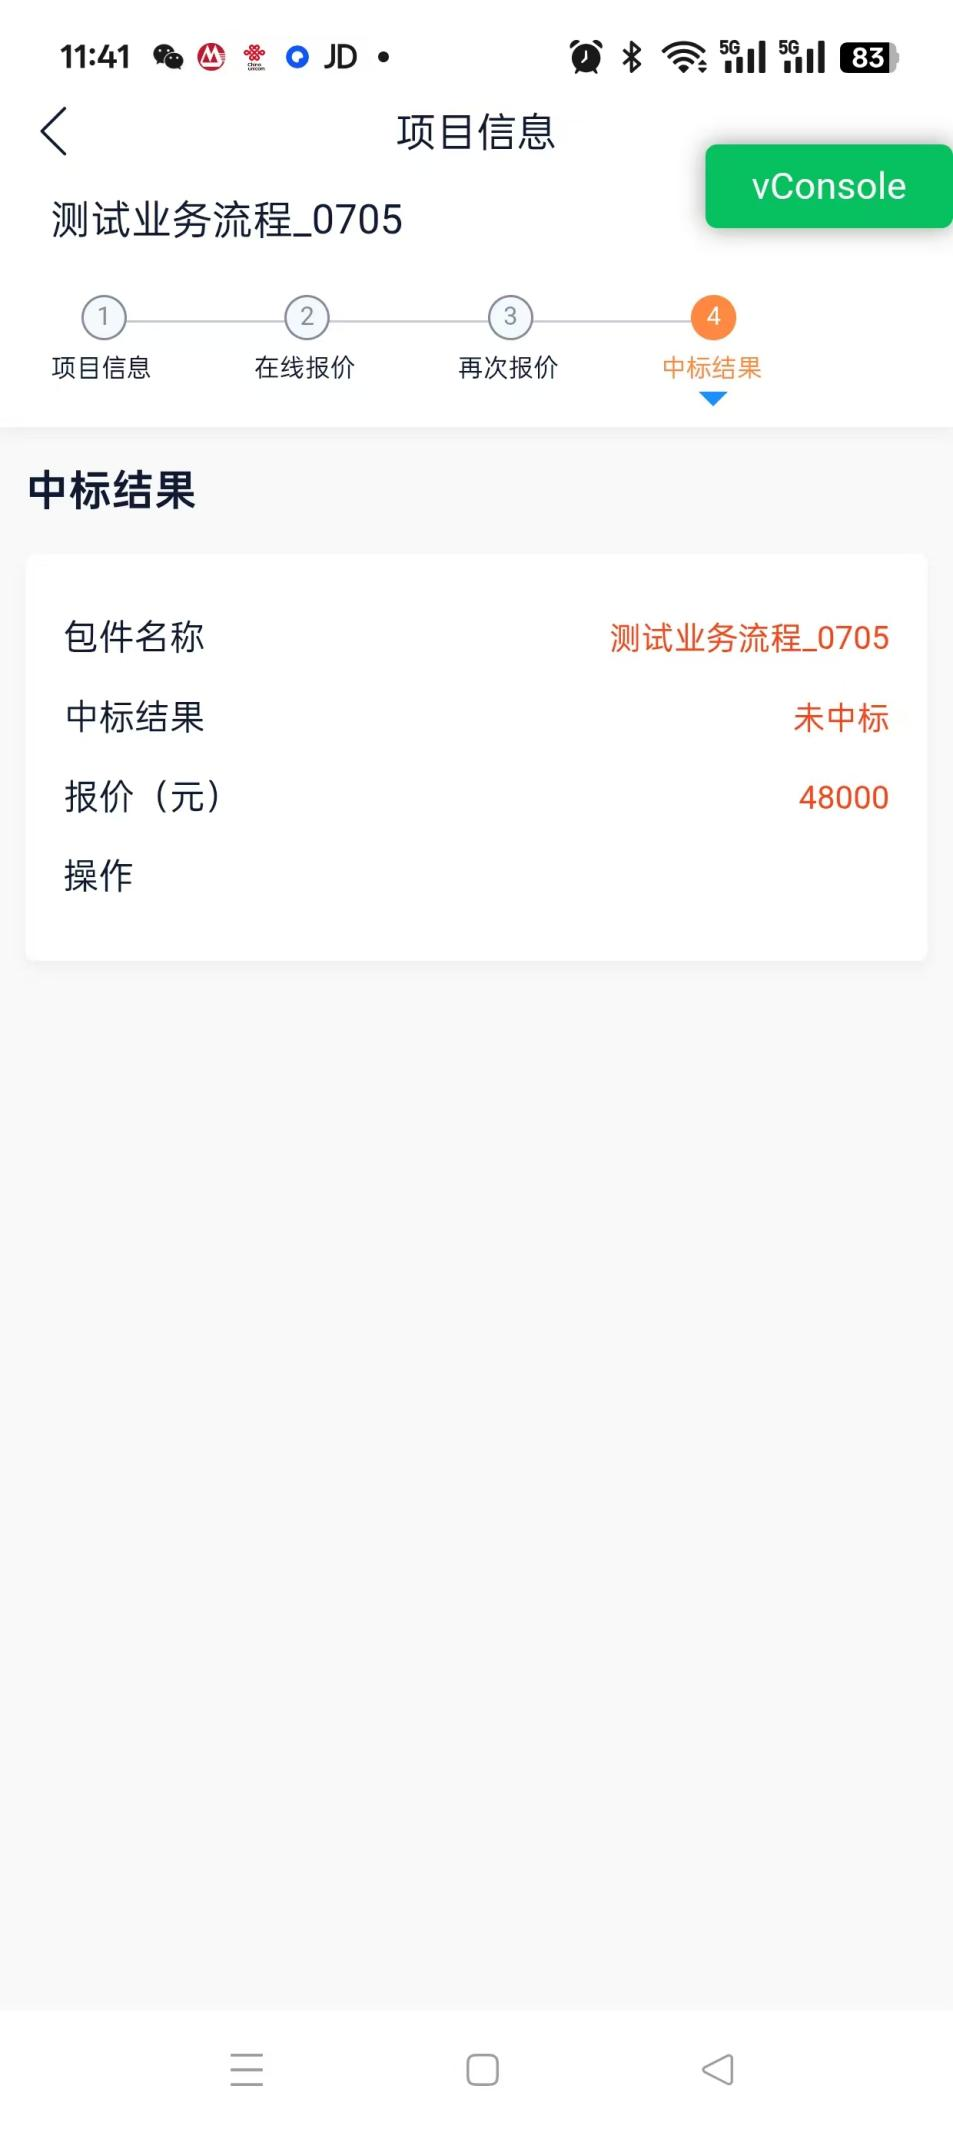 11:41 JD 5G 5G 83
项目信息
vConsole
测试业务流程_0705
1 2 3 4
项目信息 在线报价 再次报价 中标结果
中标结果
包件名称 测试业务流程_0705
中标结果 未中标
报价（元） 48000
操作